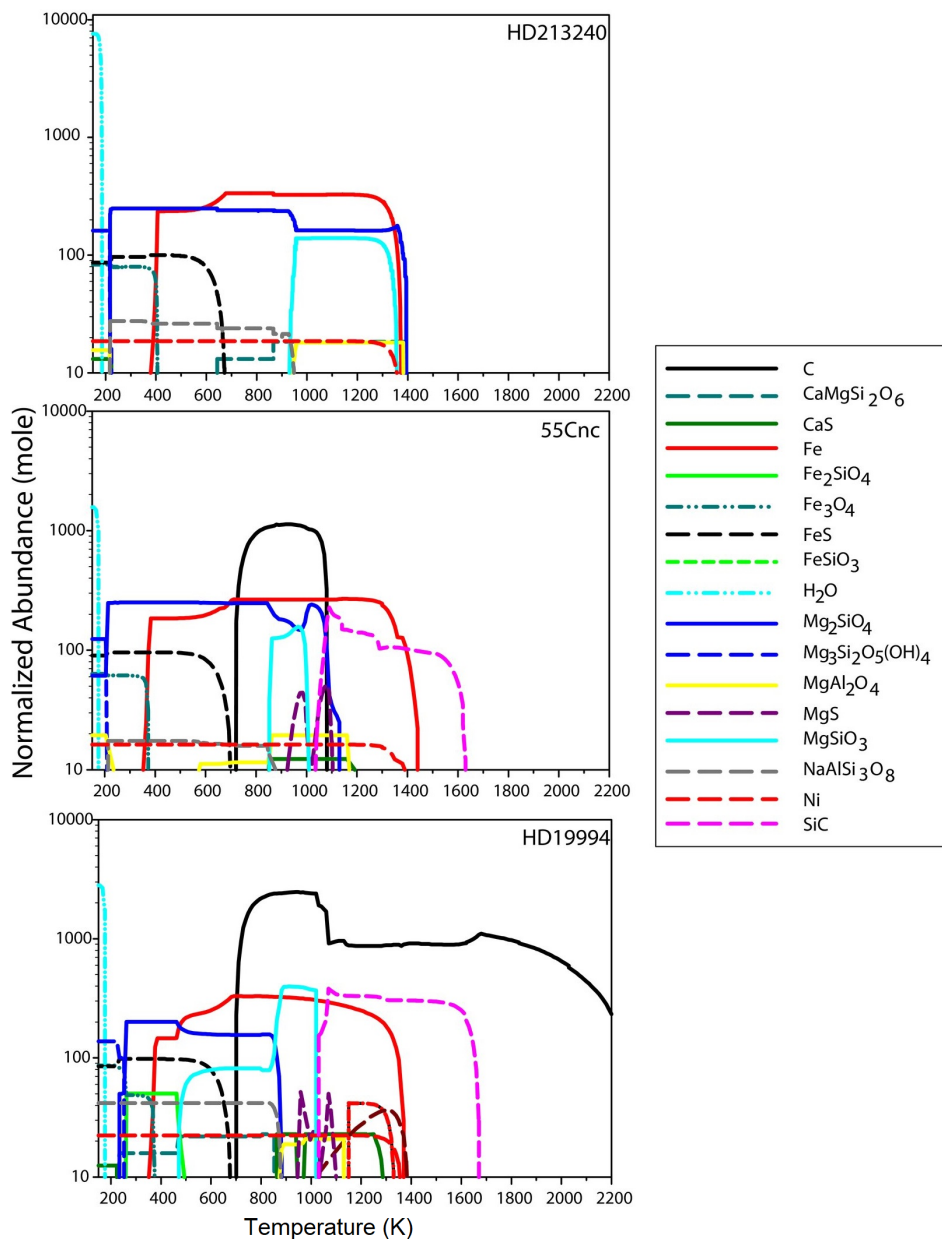 HD213240
10000
1000
100
10
200 400 600 800 1000 1200 1400 1600 1800 2000 2200
55Cnc
10000
1000
100
10
200 400 600 800 1000 1200 1400 1600 1800 2000 2200
HD19994
10000
1000
100
10
200 400 600 800 1000 1200 1400 1600 1800 2000 2200
Normalized Abundance (mole)
Temperature (K)
C
CaMgSi2O6
CaS
Fe
Fe2SiO4
Fe3O4
FeS
FeSiO3
H2O
Mg2SiO4
Mg3Si2O5(OH)4
MgAl2O4
MgS
MgSiO3
NaAlSi3O8
Ni
SiC